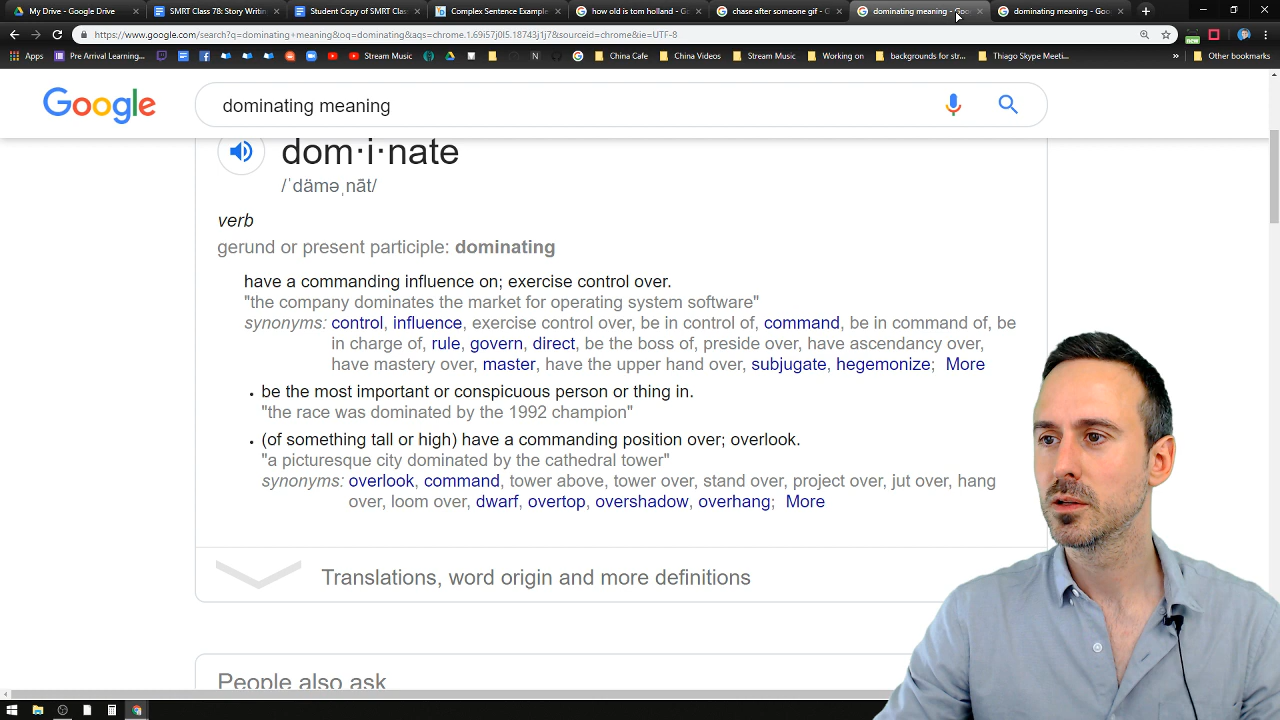 My Drive - Google Drive
SMRT Class 78: Story Writin
Student Copy of SMRT Clas
Complex Sentence Example
how old is tom holland - Go
chase after someone gif - G
dominating meaning - Goo
dominating meaning - Goo
https://www.google.com/search?q=dominating+meaning&oq=dominating&aqs=chrome.1.69i57j0l5.18743j1j7&sourceid=chrome&ie=UTF-8
new
Apps
Pre Arrival Learning...
Stream Music
China Cafe
China Videos
Stream Music
Working on
backgrounds for str...
Thiago Skype Meeti...
»
Other bookmarks
Google
dominating meaning
dom·i·nate
/ˈdäməˌnāt/
verb
gerund or present participle: dominating
have a commanding influence on; exercise control over.
"the company dominates the market for operating system software"
synonyms: control, influence, exercise control over, be in control of, command, be in command of, be
in charge of, rule, govern, direct, be the boss of, preside over, have ascendancy over,
have mastery over, master, have the upper hand over, subjugate, hegemonize; More
• be the most important or conspicuous person or thing in.
"the race was dominated by the 1992 champion"
• (of something tall or high) have a commanding position over; overlook.
"a picturesque city dominated by the cathedral tower"
synonyms: overlook, command, tower above, tower over, stand over, project over, jut over, hang
over, loom over, dwarf, overtop, overshadow, overhang; More
Translations, word origin and more definitions
People also ask